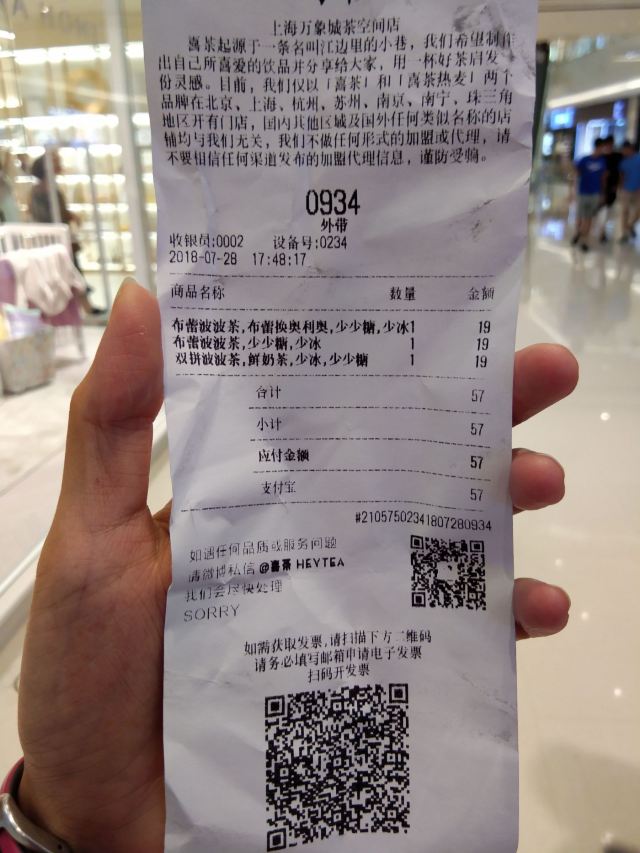 上海万象城茶空间店
喜茶起源于一条名叫江边里的小巷，我们希望制作
出自己所喜爱的饮品并分享给大家，用一杯好茶启发一
份灵感。目前，我们仅以「喜茶」和「喜茶热麦」两个
品牌在北京、上海、杭州、苏州、南京、南宁、珠三角
地区开有门店，国内其他区域及国外任何类似名称的店
铺均与我们无关，我们不做任何形式的加盟或代理，请
不要相信任何渠道发布的加盟代理信息，谨防受骗。
0934
外带
收银员:0002 设备号:0234
2018-07-28 17:48:17
商品名称 数量 金额
布蕾波波茶,布蕾换奥利奥,少少糖,少冰1 19
布蕾波波茶,少少糖,少冰 1 19
双拼波波茶,鲜奶茶,少冰,少少糖 1 19
合计 57
小计 57
应付金额 57
支付宝 57
#21057502341807280934
如遇任何品质或服务问题
请微博私信 @喜茶 HEYTEA
我们会尽快处理
SORRY
如需获取发票,请扫描下方二维码
请务必填写邮箱申请电子发票
扫码开发票